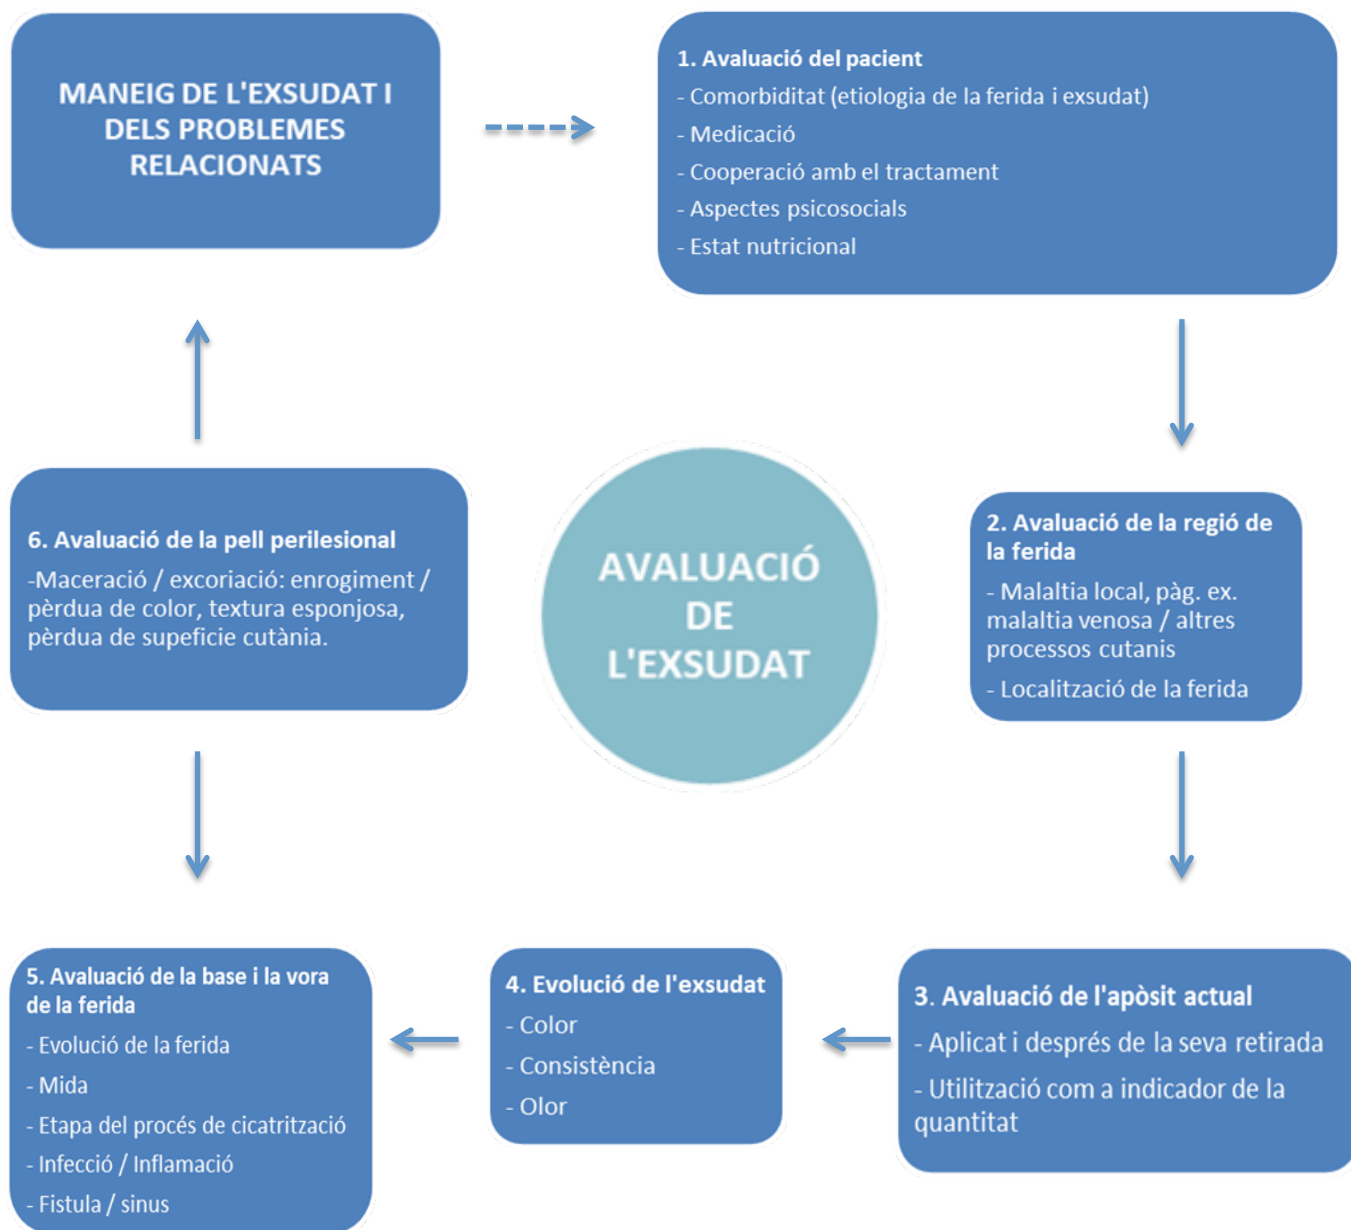 MANEIG DE L'EXSUDAT I
DELS PROBLEMES
RELACIONATS
1. Avaluació del pacient
- Comorbiditat (etiologia de la ferida i exsudat)
- Medicació
- Cooperació amb el tractament
- Aspectes psicosocials
- Estat nutricional
2. Avaluació de la regió de
la ferida
- Malaltia local, pàg. ex.
malaltia venosa / altres
processos cutanis
- Localització de la ferida
3. Avaluació de l'apòsit actual
- Aplicat i després de la seva retirada
- Utilització com a indicador de la
quantitat
4. Evolució de l'exsudat
- Color
- Consistència
- Olor
5. Avaluació de la base i la vora
de la ferida
- Evolució de la ferida
- Mida
- Etapa del procés de cicatrització
- Infecció / Inflamació
- Fistula / sinus
6. Avaluació de la pell perilesional
-Maceració / excoriació: enrogiment /
pèrdua de color, textura esponjosa,
pèrdua de supeficie cutània.
AVALUACIÓ
DE
L'EXSUDAT